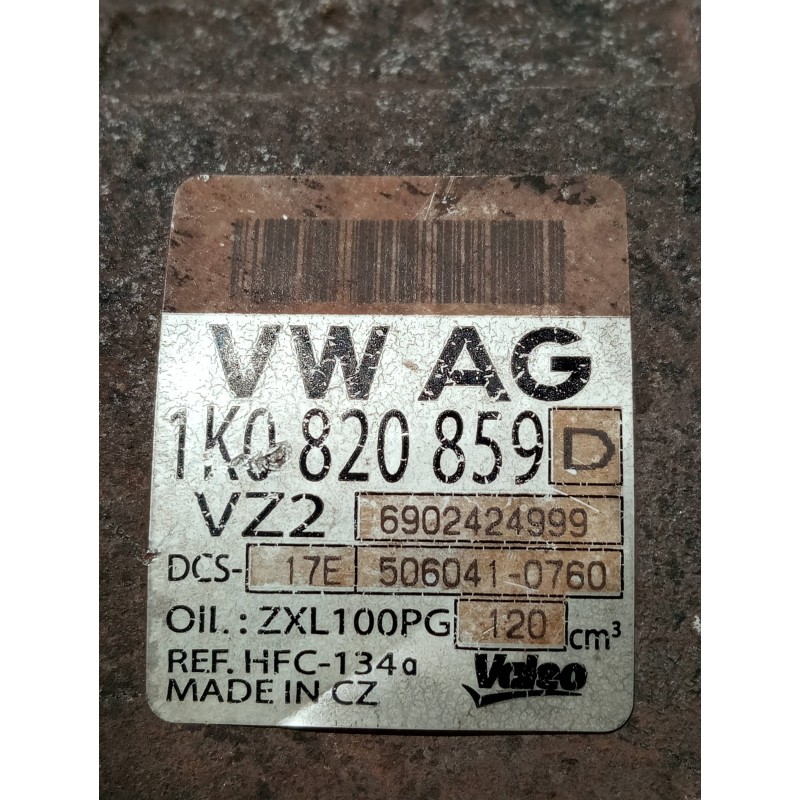 VW AG
1K0 820 859 D
VZ2 6902424999
DCS- 17E 506041-0760
OIL.: ZXL100PG 120 cm³
REF. HFC-134a
MADE IN CZ
Valeo